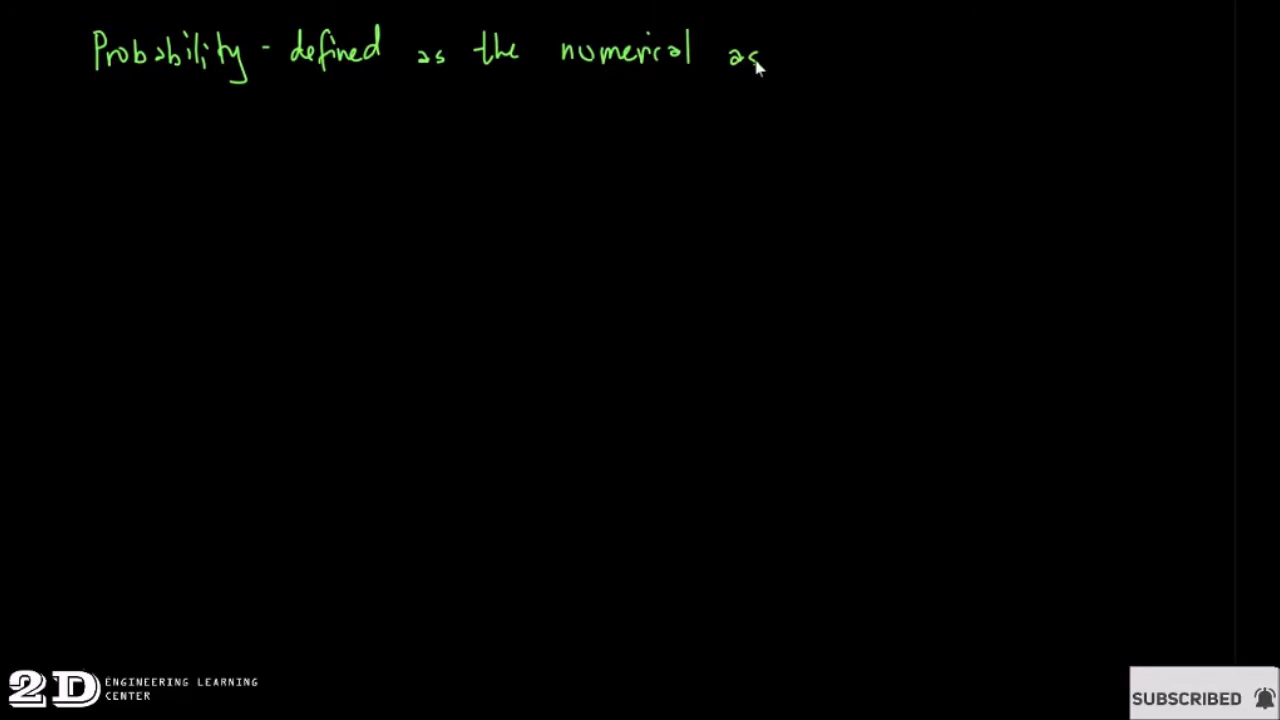 Probability - defined as the numerical as
2D ENGINEERING LEARNING
CENTER
SUBSCRIBED